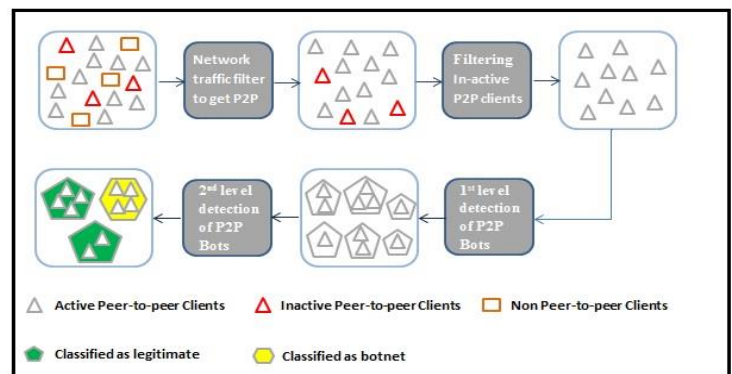 Network
traffic filter
to get P2P
Filtering
In-active
P2P clients
1st level
detection
of P2P
Bots
2nd level
detection
of P2P
Bots
Active Peer-to-peer Clients
Inactive Peer-to-peer Clients
Non Peer-to-peer Clients
Classified as legitimate
Classified as botnet